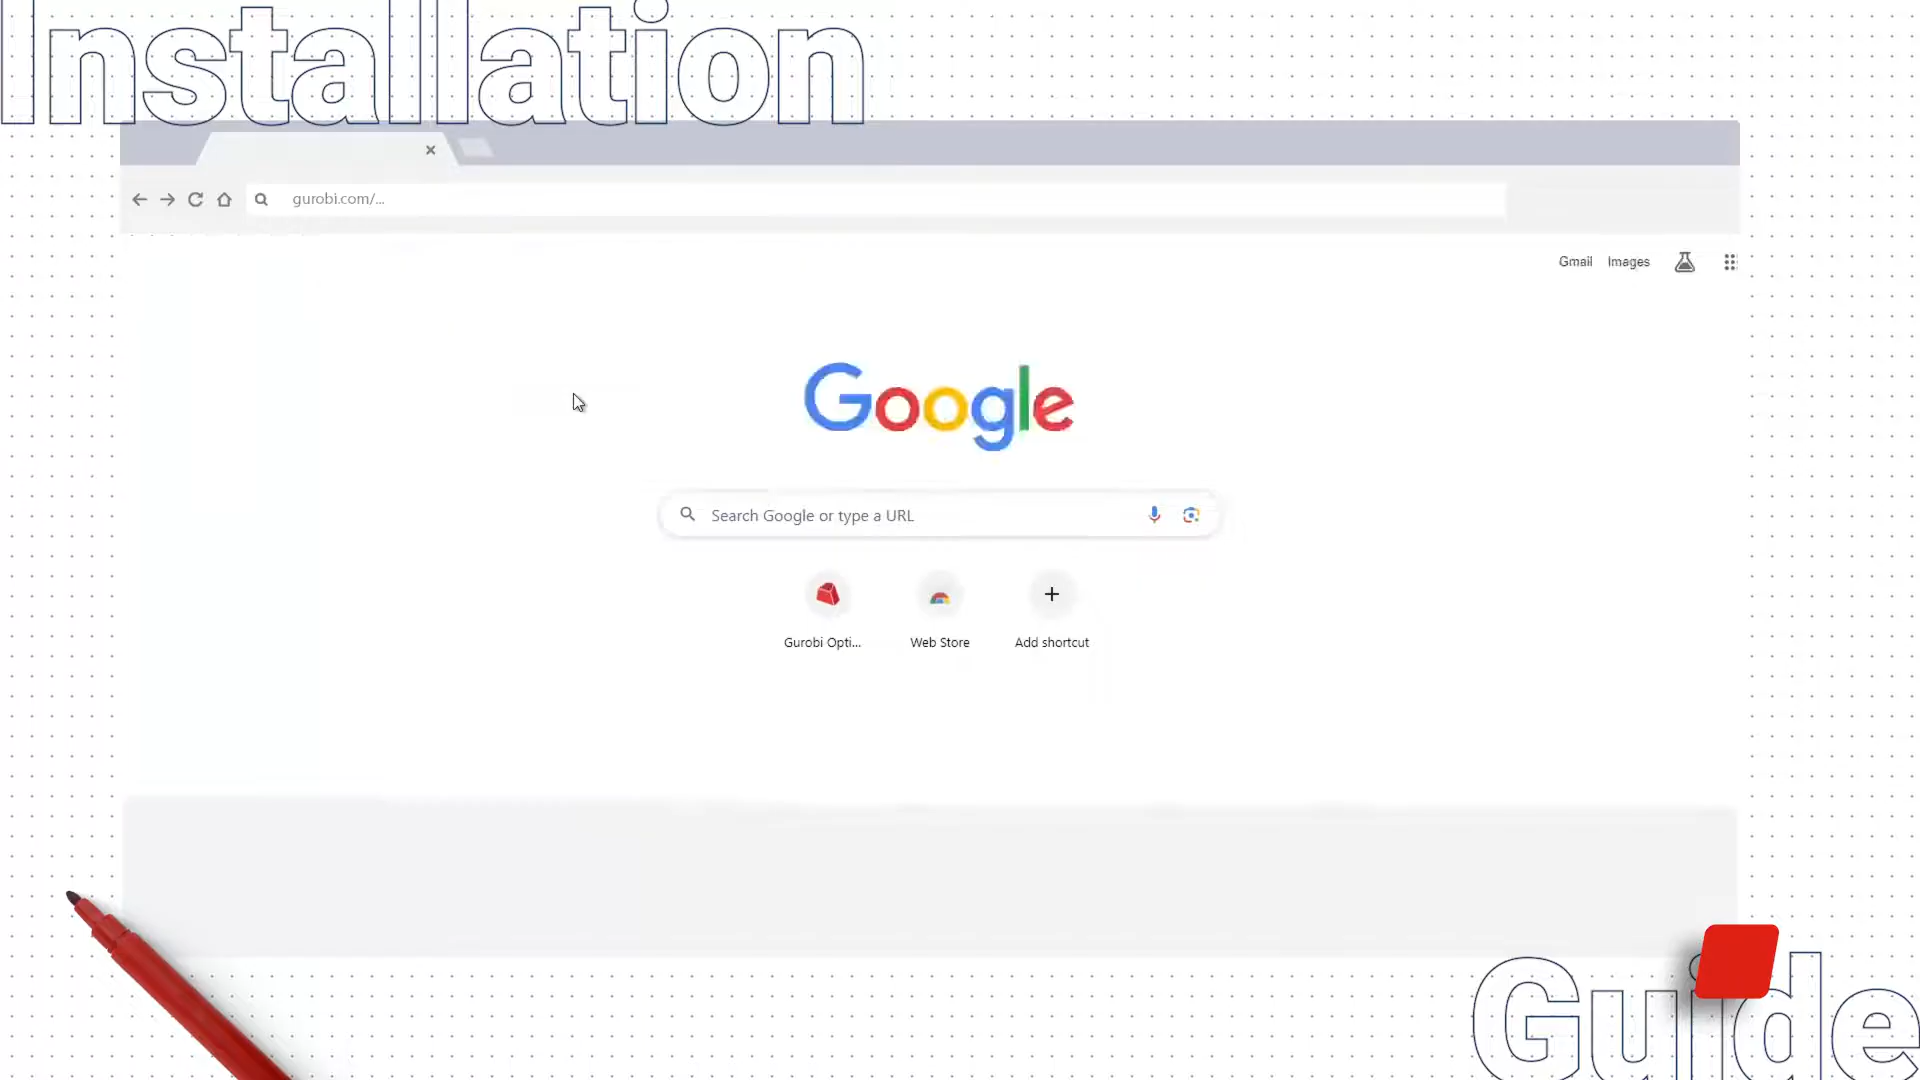 Installation
gurobi.com/...
Gmail Images
Google
Search Google or type a URL
Gurobi Opti... Web Store Add shortcut
Guide